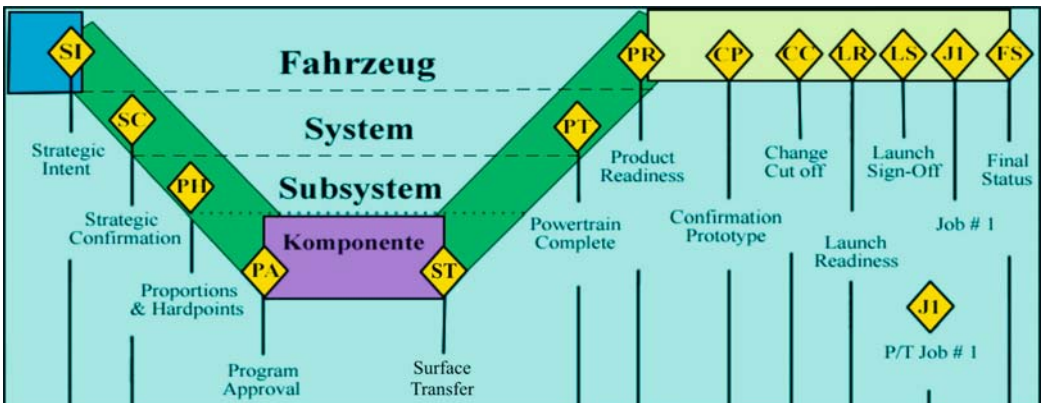 SI
Fahrzeug
PR
CP
CC
LR
LS
J1
FS
SC
System
PT
Strategic
Intent
PH
Subsystem
Product
Readiness
Change
Cut off
Launch
Sign-Off
Final
Status
Strategic
Confirmation
Komponente
Powertrain
Complete
Confirmation
Prototype
Job # 1
PA
ST
Launch
Readiness
Proportions
& Hardpoints
J1
P/T Job # 1
Program
Approval
Surface
Transfer